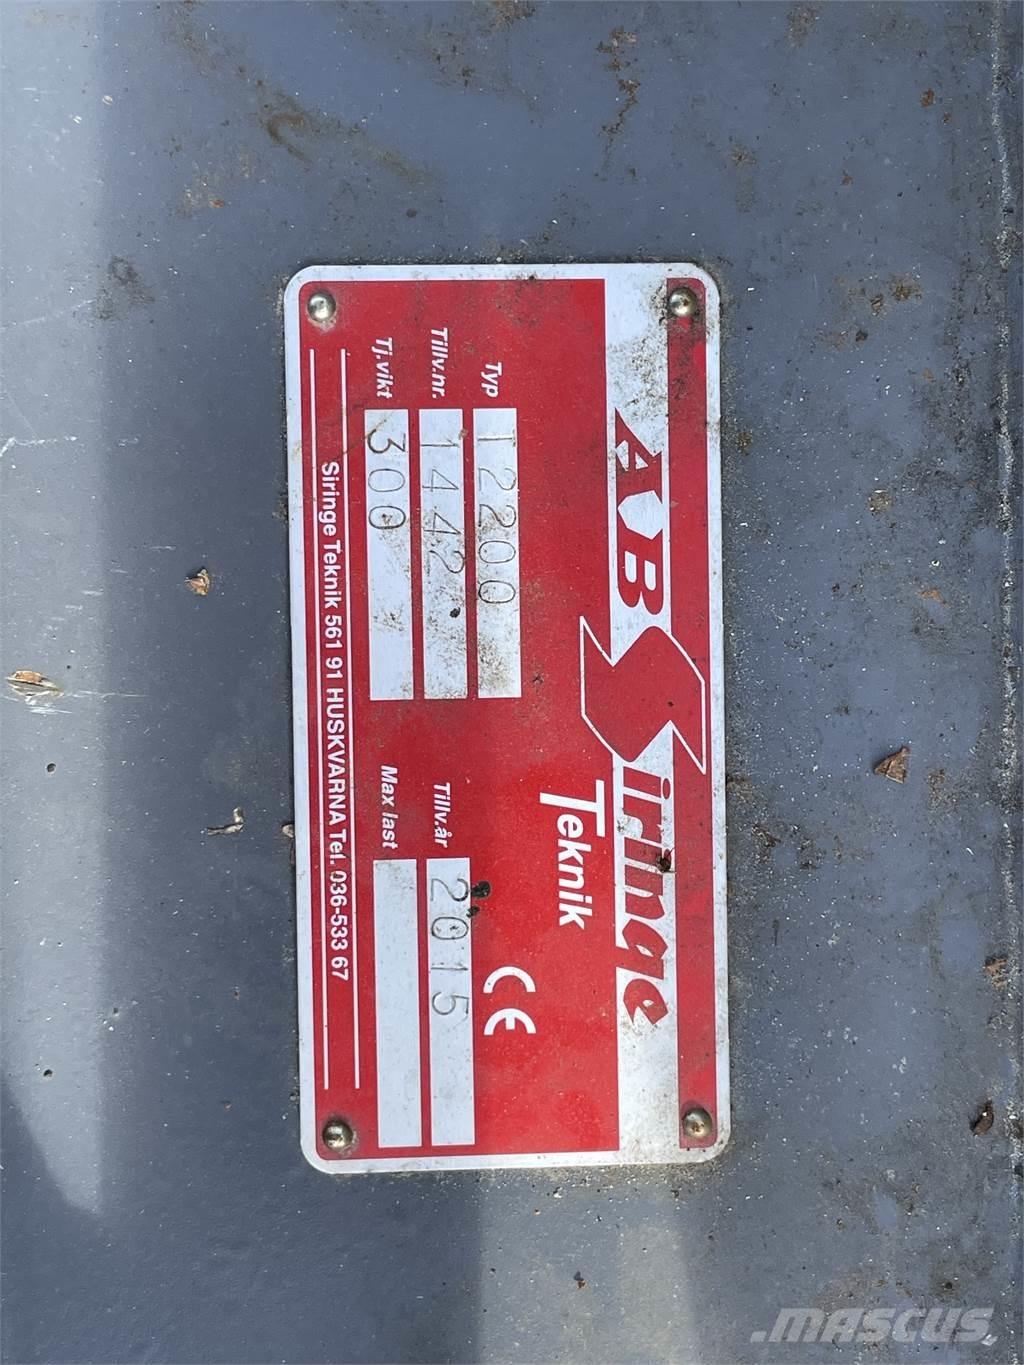 AB Siringe
Teknik
Typ T 2200
Tillv.nr. 1442 Tillv.år 2015
Tj.vikt 300 Max last
CE
Siringe Teknik 561 91 HUSKVARNA Tel. 036-533 67
MASCUS